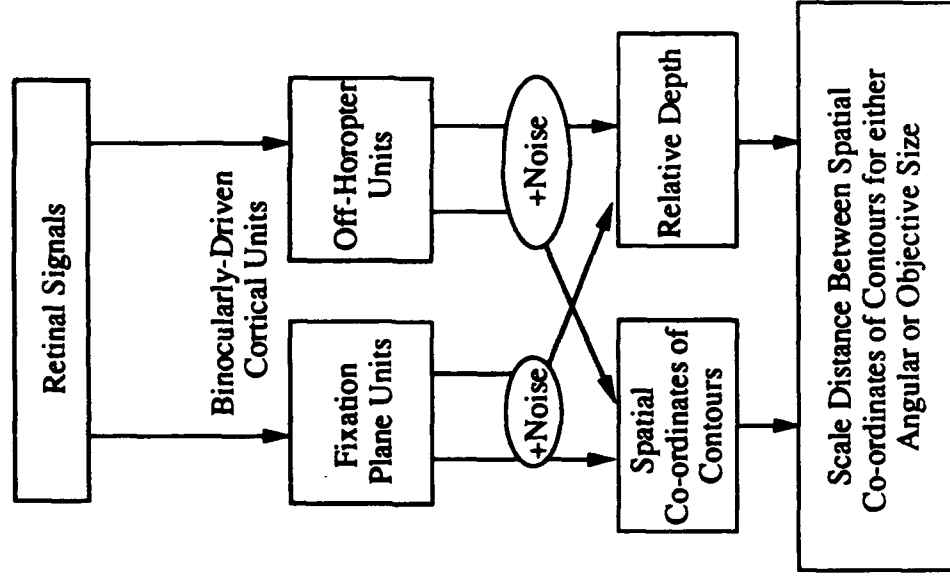 Retinal Signals
Binocularly-Driven
Cortical Units
Fixation
Plane Units
Off-Horopter
Units
+Noise
+Noise
Spatial
Co-ordinates of
Contours
Relative Depth
Scale Distance Between Spatial
Co-ordinates of Contours for either
Angular or Objective Size